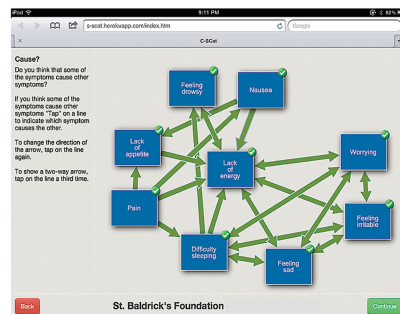 iPad
9:11 PM
82%
s-scat.herokuapp.com/index.htm
Google
C-SCat
Cause?
Do you think that some of
the symptoms cause other
symptoms?
If you think some of the
symptoms cause other
symptoms "Tap" on a line
to indicate which symptom
causes the other.
To change the direction of
the arrow, tap on the line
again.
To show a two-way arrow,
tap on the line a third time.
Feeling
drowsy
Nausea
Lack
of
appetite
Lack
of
energy
Worrying
Pain
Feeling
irritable
Difficulty
sleeping
Feeling
sad
Back
St. Baldrick's Foundation
Continue